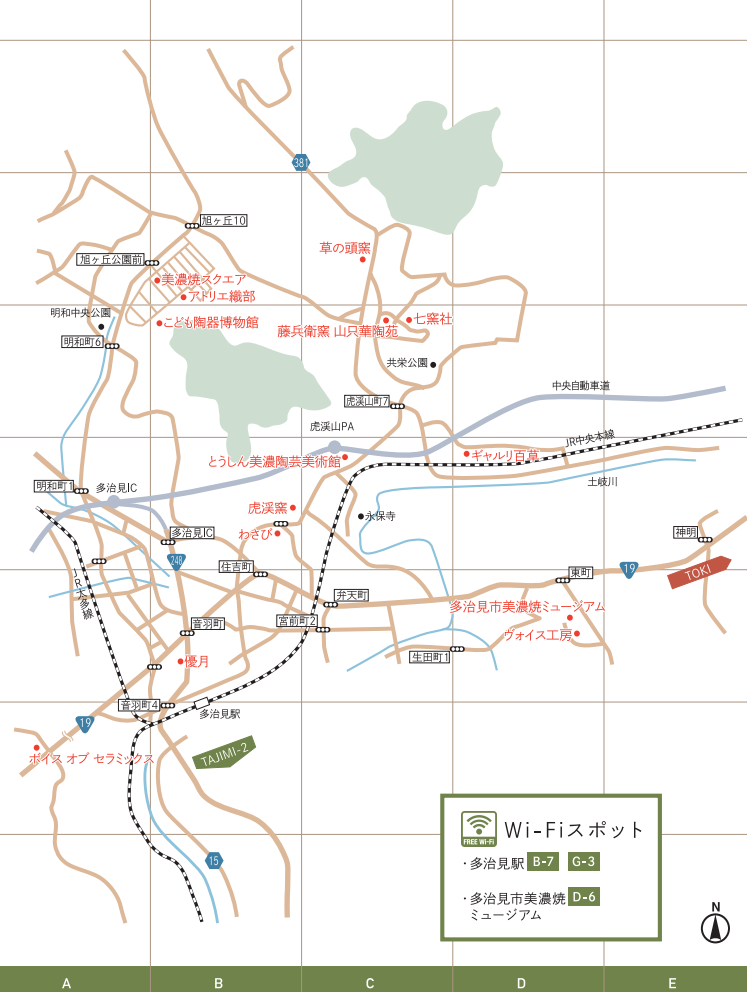 381
旭ヶ丘10
草の頭窯
旭ヶ丘公園前
美濃焼スクエア
アトリエ織部
明和中央公園
こども陶器博物館
七窯社
藤兵衛窯 山只華陶苑
明和町6
共栄公園
中央自動車道
虎渓山町7
虎渓山PA
JR中央本線
ギャルリ百草
とうしん美濃陶芸美術館
土岐川
明和町1
多治見IC
虎渓窯
永保寺
多治見IC
わさび
神明
248
住吉町
東町
19
TOKI
JR太多線
弁天町
多治見市美濃焼ミュージアム
音羽町
宮前町2
ヴォイス工房
優月
生田町1
音羽町4
多治見駅
19
ボイス オブ セラミックス
TAJIMI-2
FREE Wi-Fi
Wi-Fiスポット
・多治見駅 B-7 G-3
15
・多治見市美濃焼 D-6
ミュージアム
N
A B C D E